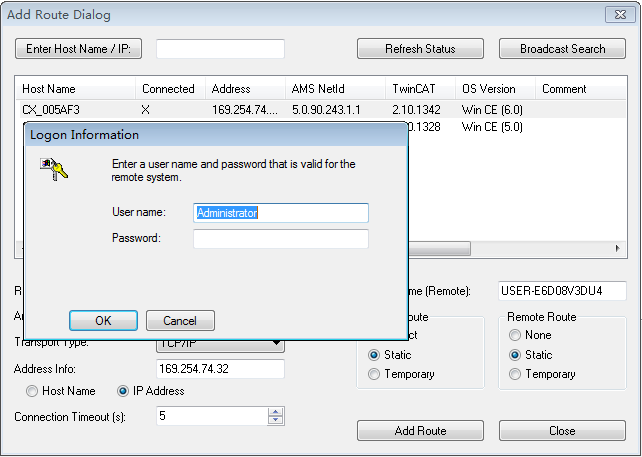 Add Route Dialog
Enter Host Name / IP:
Refresh Status
Broadcast Search
Host Name Connected Address AMS NetId TwinCAT OS Version Comment
CX_005AF3 X 169.254.74.... 5.0.90.243.1.1 2.10.1342 Win CE (6.0)
.10.1328 Win CE (5.0)
Logon Information
Enter a user name and password that is valid for the
remote system.
User name: Administrator
Password:
OK Cancel
me (Remote): USER-E6D08V3DU4
oute Remote Route
ct None
Transport Type: TCP/IP
Static Static
Address Info: 169.254.74.32
Temporary Temporary
Host Name IP Address
Connection Timeout (s): 5
Add Route Close